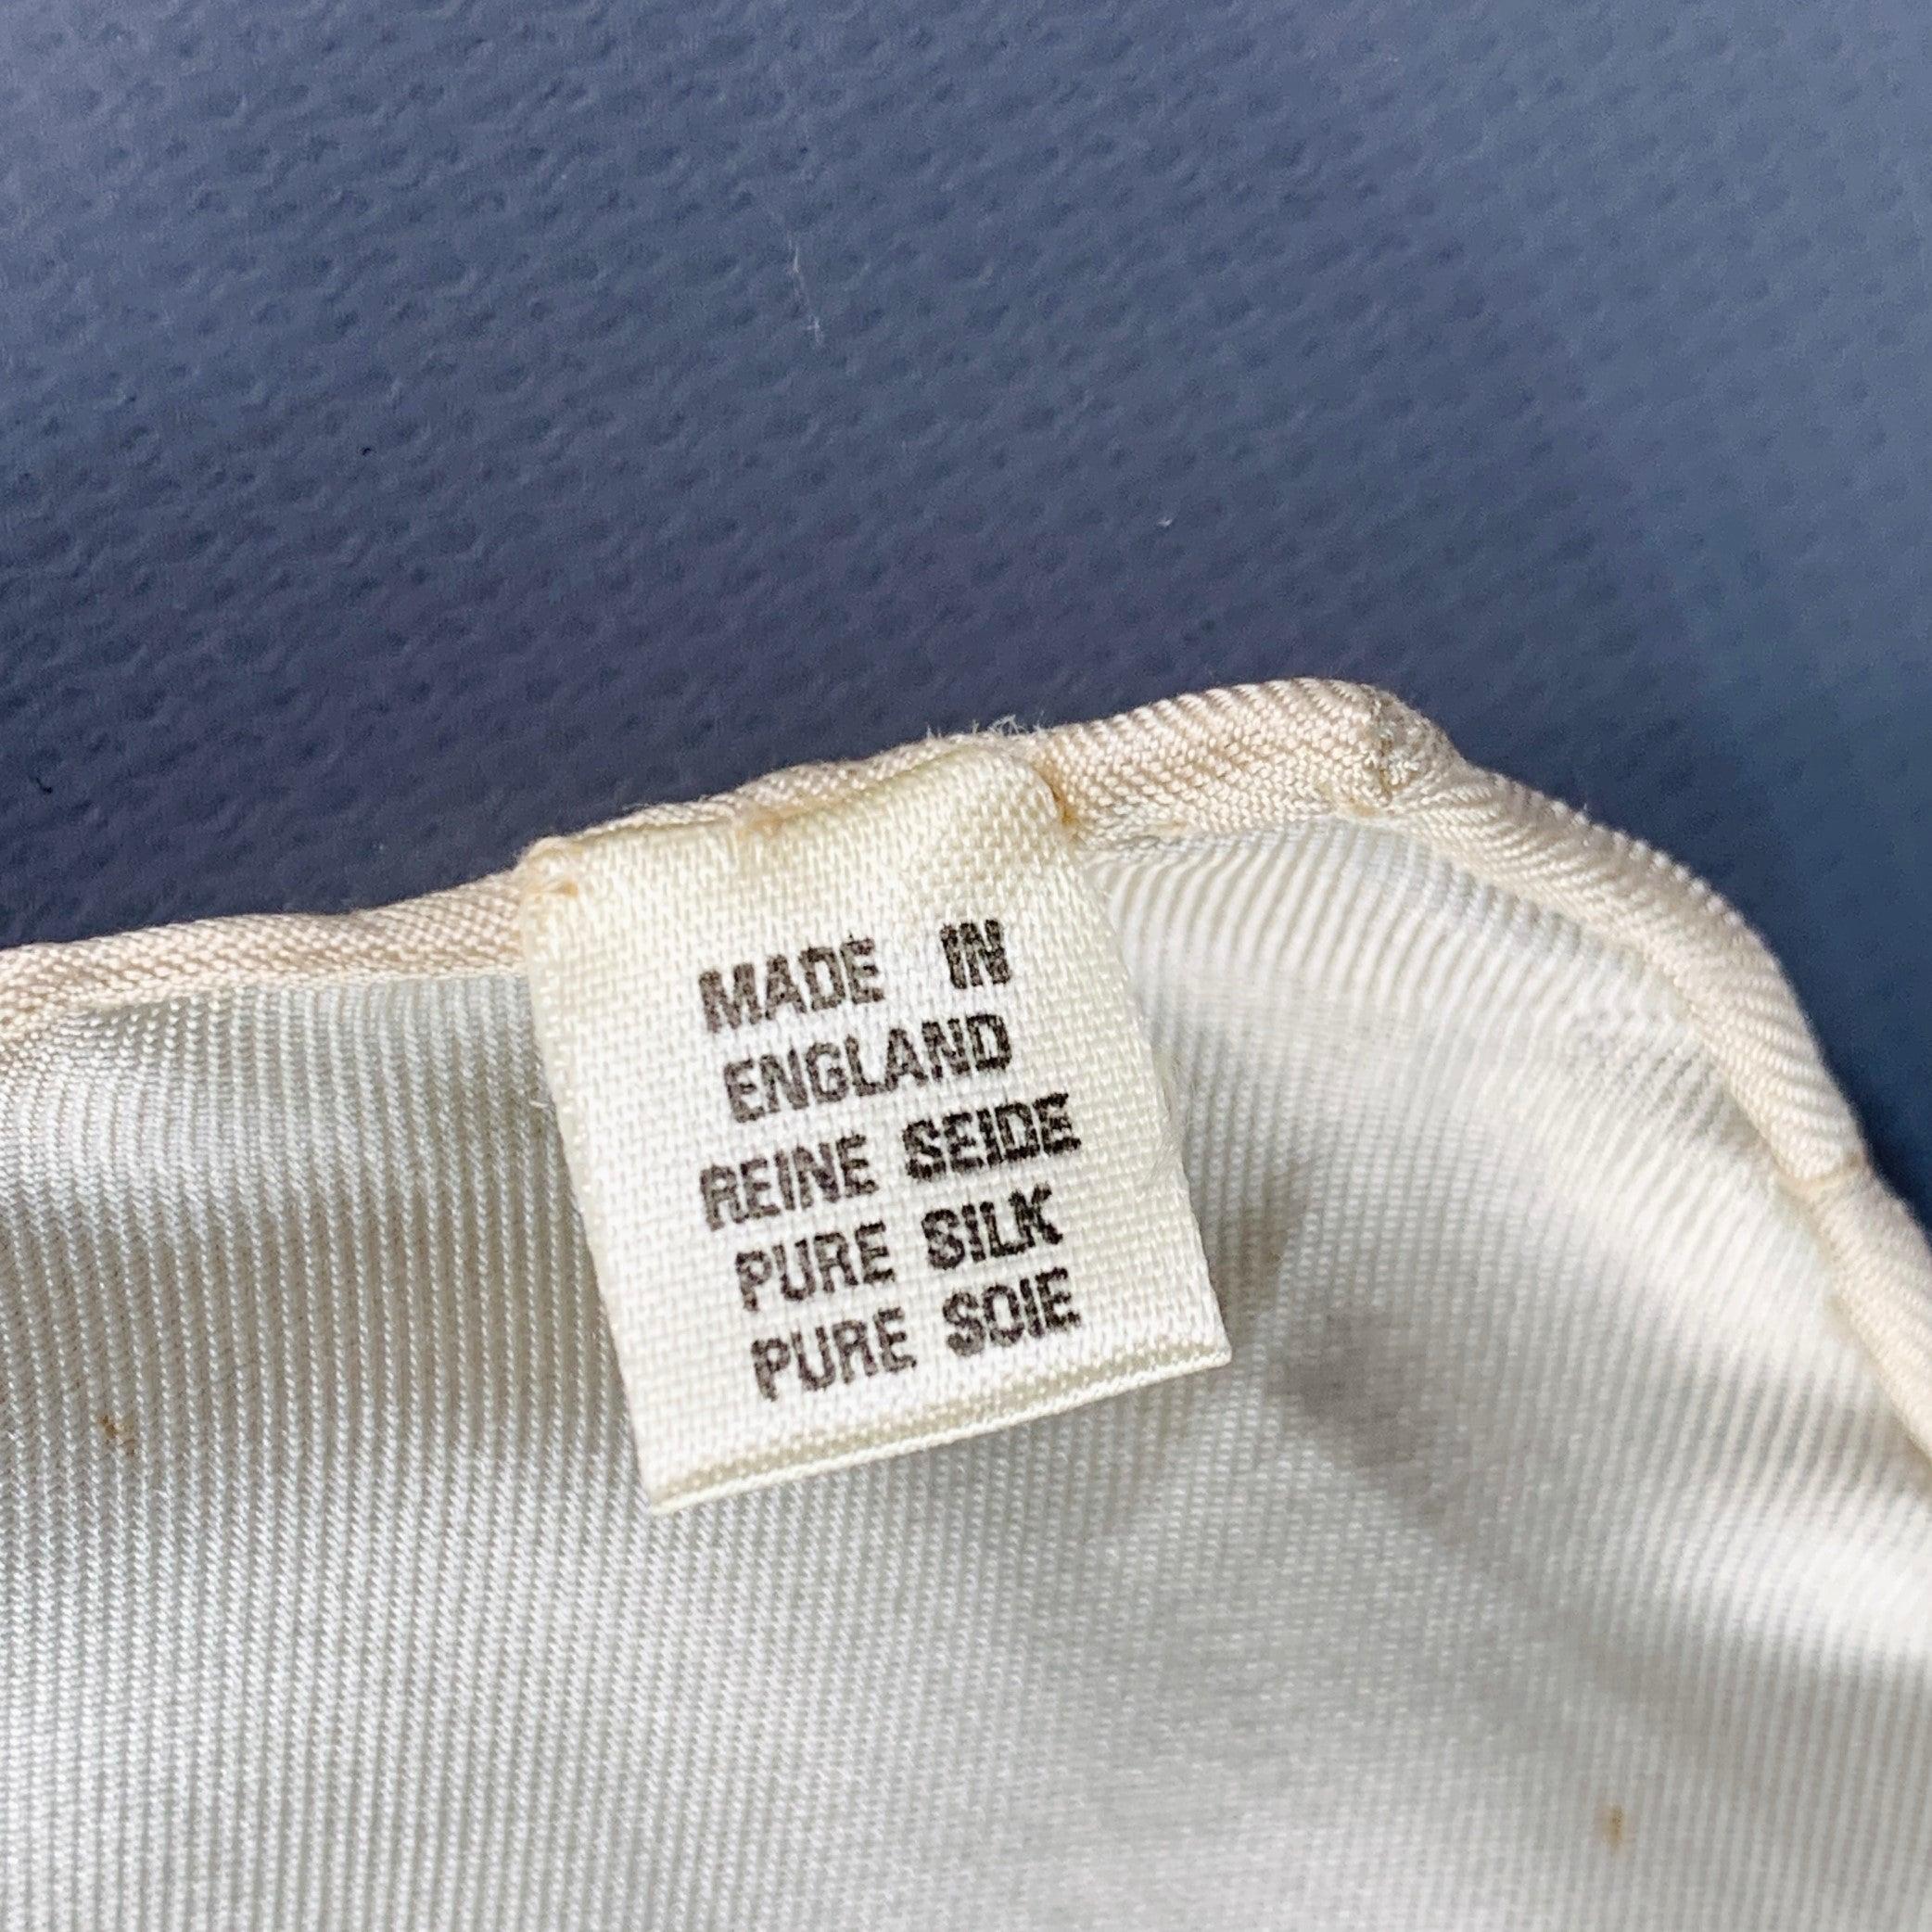 MADE IN
ENGLAND
REINE SEIDE
PURE SILK
PURE SOIE